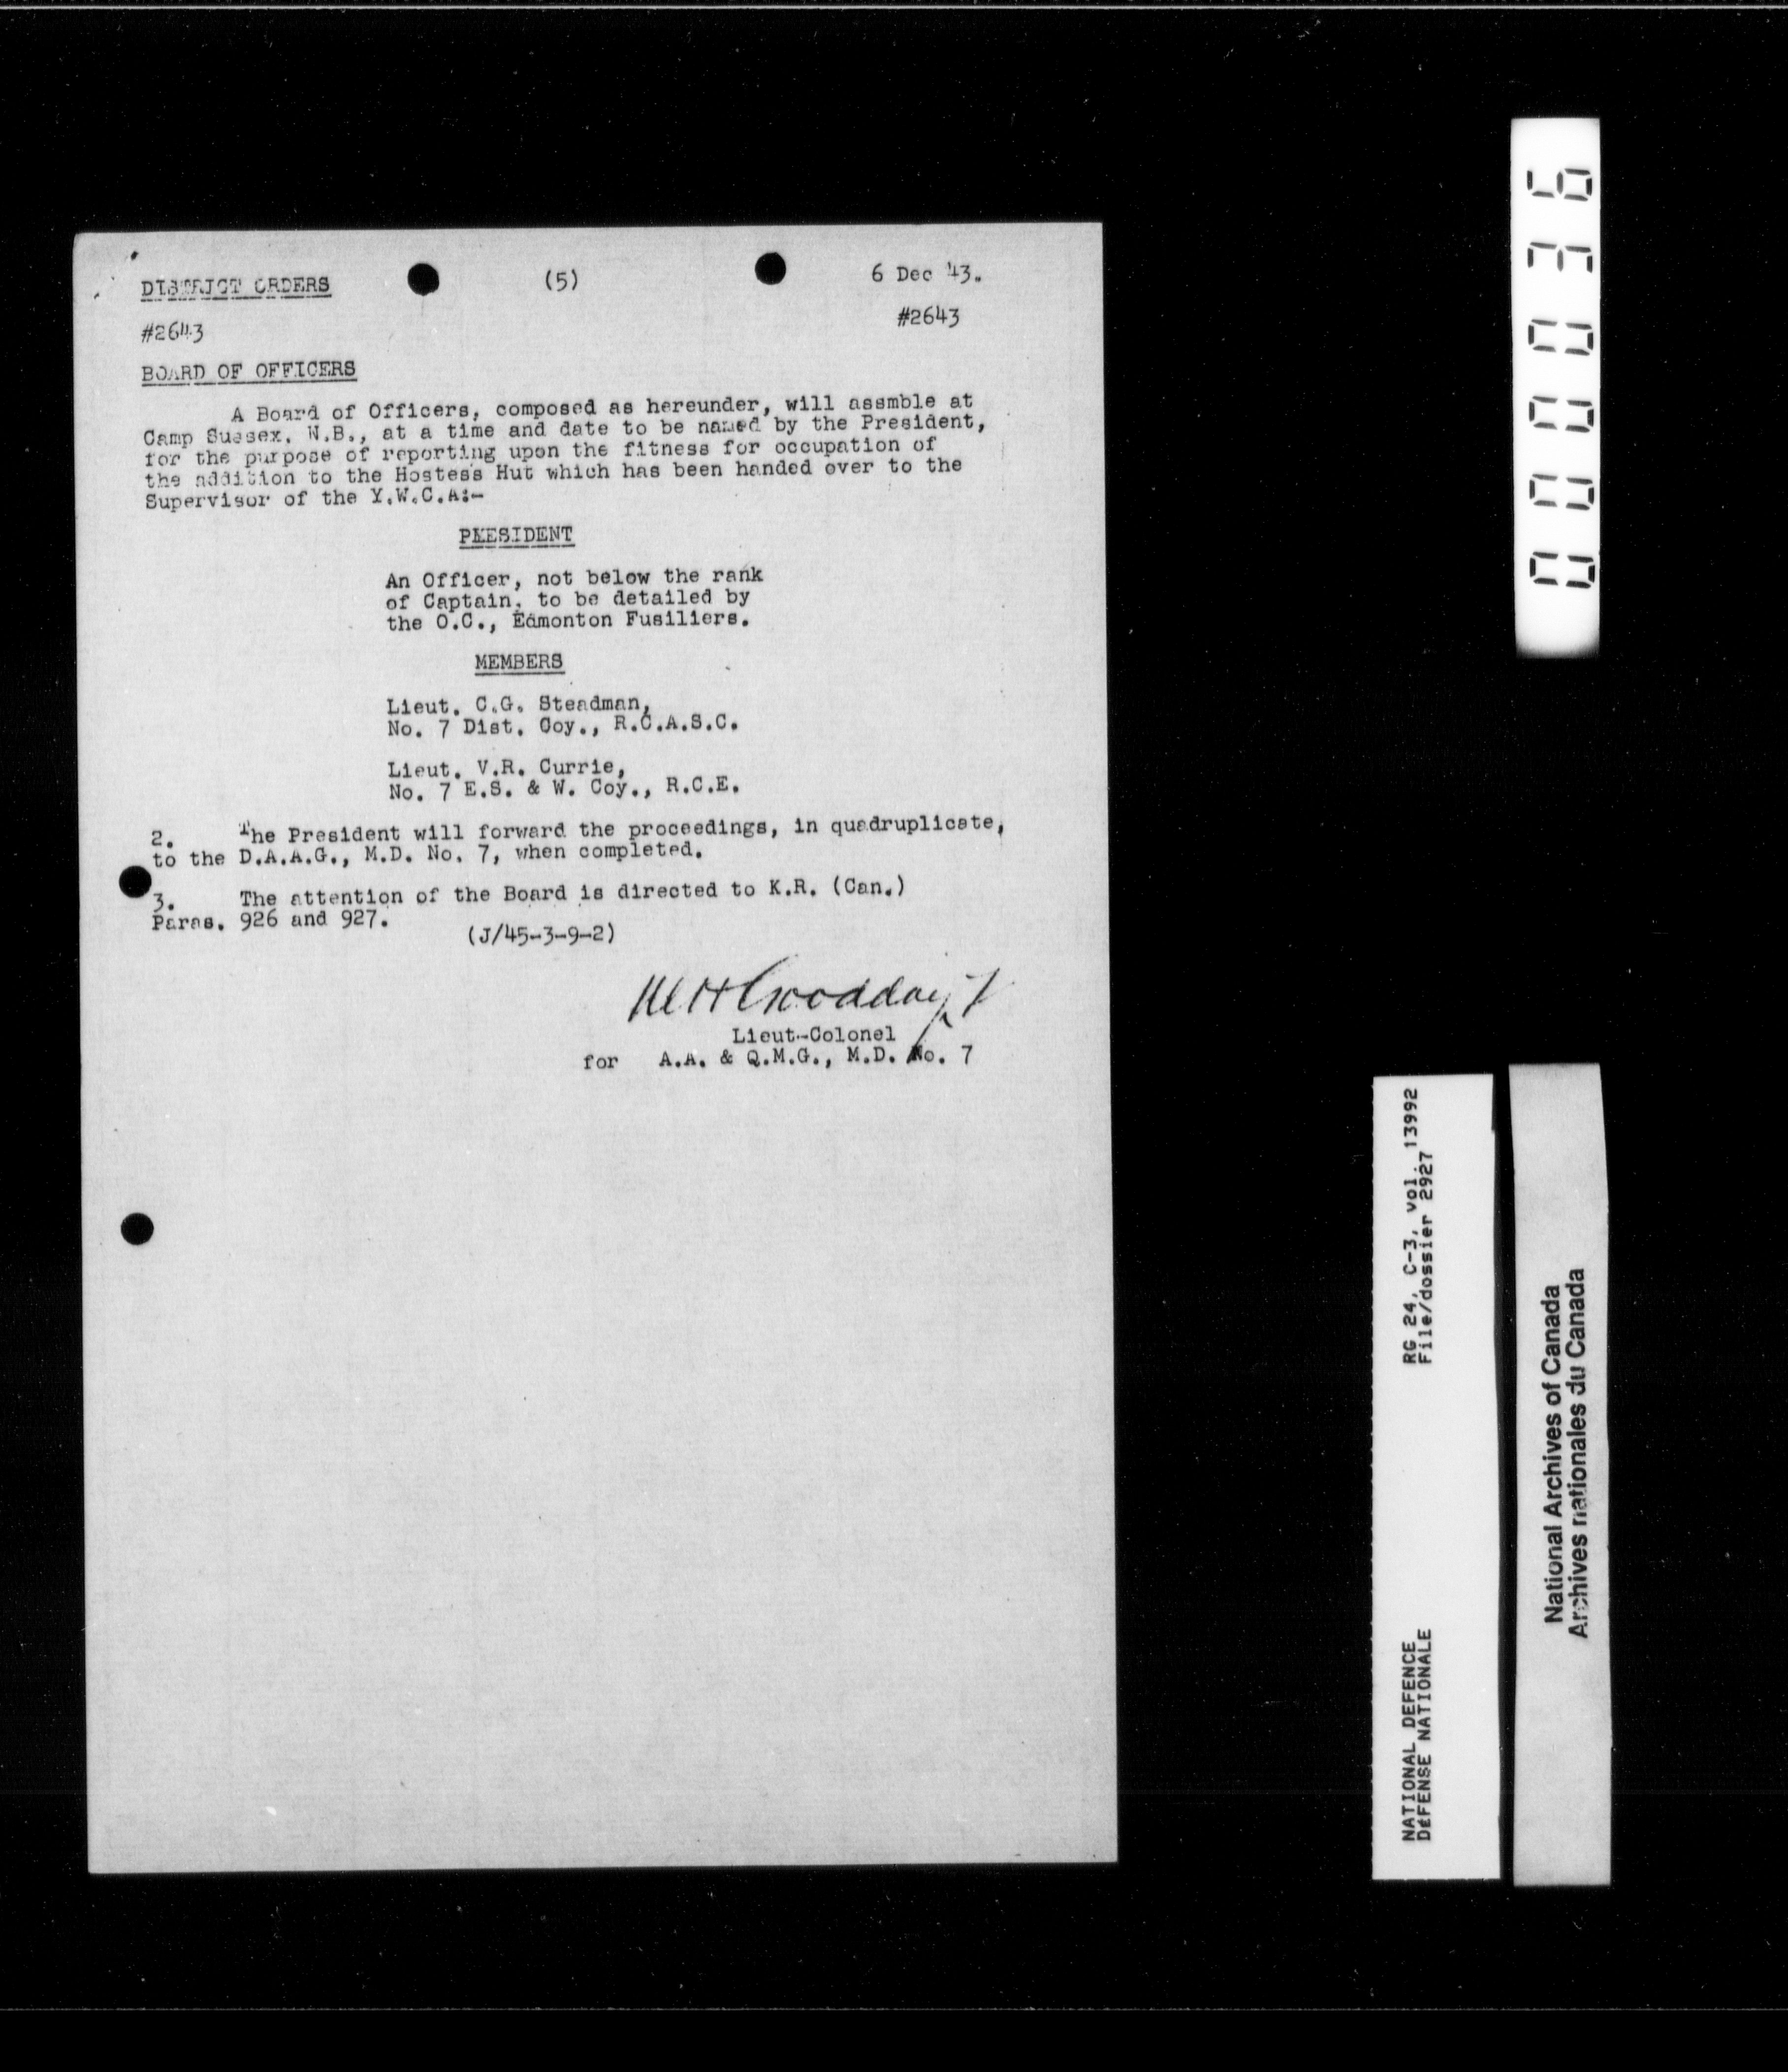 DISTRICT ORDERS (5) 6 Dec '43.
#2643 #2643
BOARD OF OFFICERS
A Board of Officers, composed as hereunder, will assmble at
Camp Sussex, N.B., at a time and date to be named by the President,
for the purpose of reporting upon the fitness for occupation of
the addition to the Hostess Hut which has been handed over to the
Supervisor of the Y.W.C.A:-
PRESIDENT
An Officer, not below the rank
of Captain, to be detailed by
the O.C., Edmonton Fusiliers.
MEMBERS
Lieut. C.G. Steadman,
No. 7 Dist. Coy., R.C.A.S.C.
Lieut. V.R. Currie,
No. 7 E.S. & W. Coy., R.C.E.
2. The President will forward the proceedings, in quadruplicate,
to the D.A.A.G., M.D. No. 7, when completed.
3. The attention of the Board is directed to K.R. (Can.)
Paras. 926 and 927.
(J/45-3-9-2)
Lieut-Colonel
for A.A. & Q.M.G., M.D. No. 7
000036
RG 24, C-3, vol. 13992
File/dossier 2927
NATIONAL DEFENCE
DÉFENSE NATIONALE
National Archives of Canada
Archives nationales du Canada